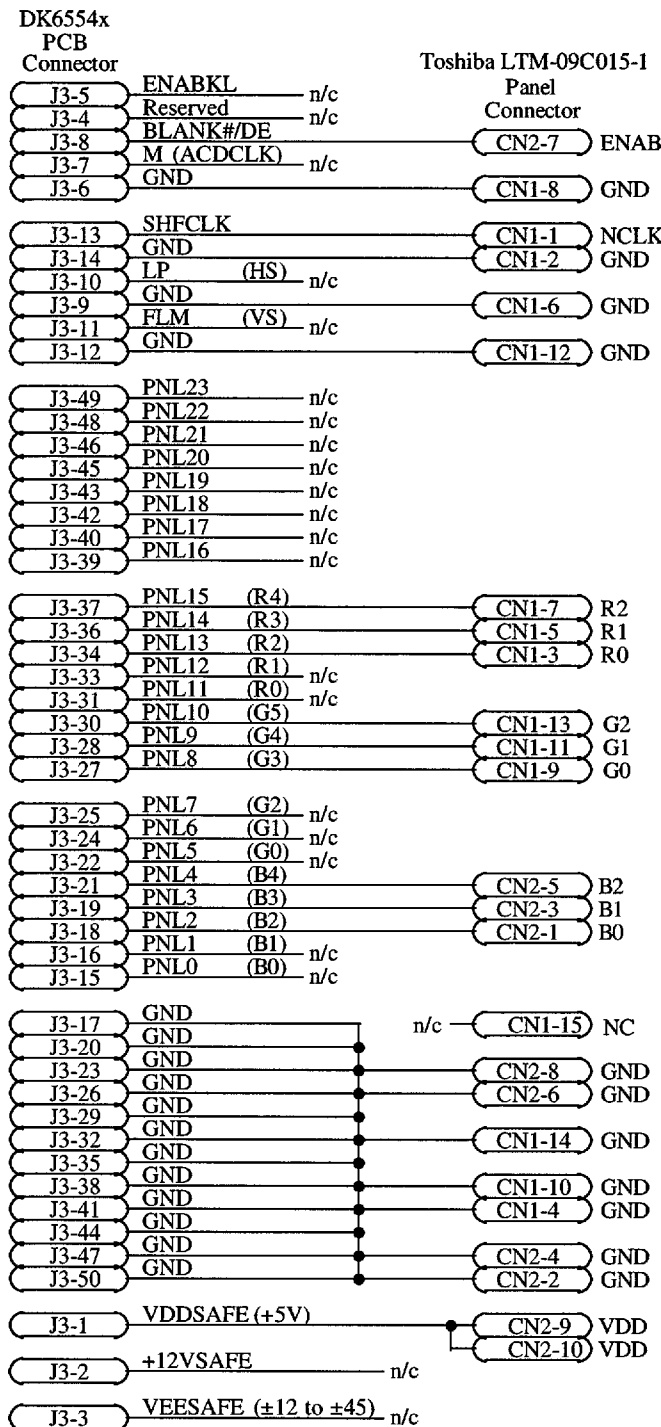 DK6554x
PCB
Connector
Toshiba LTM-09C015-1
Panel
Connector
J3-5 ENABKL n/c
J3-4 Reserved n/c
J3-8 BLANK#/DE CN2-7 ENAB
J3-7 M (ACDCLK) n/c
J3-6 GND CN1-8 GND
J3-13 SHFCLK CN1-1 NCLK
J3-14 GND CN1-2 GND
J3-10 LP (HS) n/c
J3-9 GND CN1-6 GND
J3-11 FLM (VS) n/c
J3-12 GND CN1-12 GND
J3-49 PNL23 n/c
J3-48 PNL22 n/c
J3-46 PNL21 n/c
J3-45 PNL20 n/c
J3-43 PNL19 n/c
J3-42 PNL18 n/c
J3-40 PNL17 n/c
J3-39 PNL16 n/c
J3-37 PNL15 (R4) CN1-7 R2
J3-36 PNL14 (R3) CN1-5 R1
J3-34 PNL13 (R2) CN1-3 R0
J3-33 PNL12 (R1) n/c
J3-31 PNL11 (R0) n/c
J3-30 PNL10 (G5) CN1-13 G2
J3-28 PNL9 (G4) CN1-11 G1
J3-27 PNL8 (G3) CN1-9 G0
J3-25 PNL7 (G2) n/c
J3-24 PNL6 (G1) n/c
J3-22 PNL5 (G0) n/c
J3-21 PNL4 (B4) CN2-5 B2
J3-19 PNL3 (B3) CN2-3 B1
J3-18 PNL2 (B2) CN2-1 B0
J3-16 PNL1 (B1) n/c
J3-15 PNL0 (B0) n/c
J3-17 GND n/c CN1-15 NC
J3-20 GND
J3-23 GND CN2-8 GND
J3-26 GND CN2-6 GND
J3-29 GND
J3-32 GND CN1-14 GND
J3-35 GND
J3-38 GND CN1-10 GND
J3-41 GND CN1-4 GND
J3-44 GND
J3-47 GND CN2-4 GND
J3-50 GND CN2-2 GND
J3-1 VDDSAFE (+5V) CN2-9 VDD
CN2-10 VDD
J3-2 +12VSAFE n/c
J3-3 VEESAFE (±12 to ±45) n/c